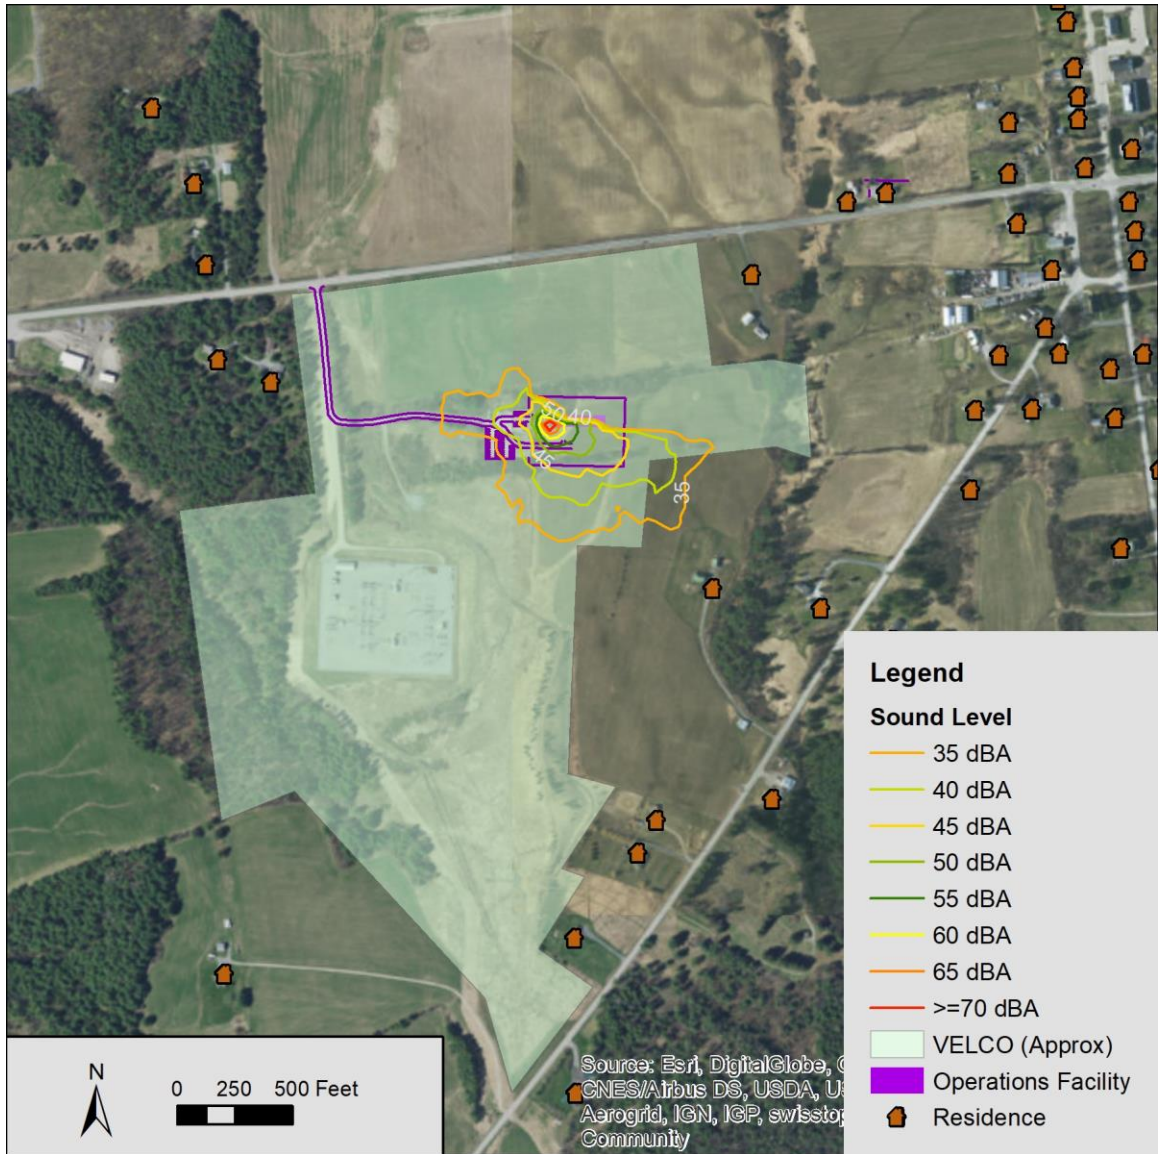 50
40
45
35
Legend
Sound Level
35 dBA
40 dBA
45 dBA
50 dBA
55 dBA
60 dBA
65 dBA
>=70 dBA
VELCO (Approx)
Operations Facility
Residence
N
0 250 500 Feet
Source: Esri, DigitalGlobe,
CNES/Airbus DS, USDA,
Aerogrid, IGN, IGP,
Community